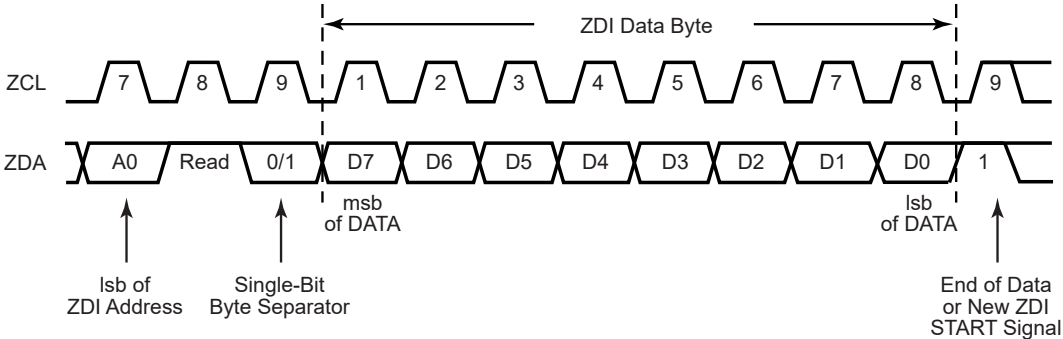 ZDI Data Byte
ZCL 7 8 9 1 2 3 4 5 6 7 8 9
ZDA A0 Read 0/1 D7 D6 D5 D4 D3 D2 D1 D0 1
msb
of DATA
lsb
of DATA
lsb of
ZDI Address
Single-Bit
Byte Separator
End of Data
or New ZDI
START Signal